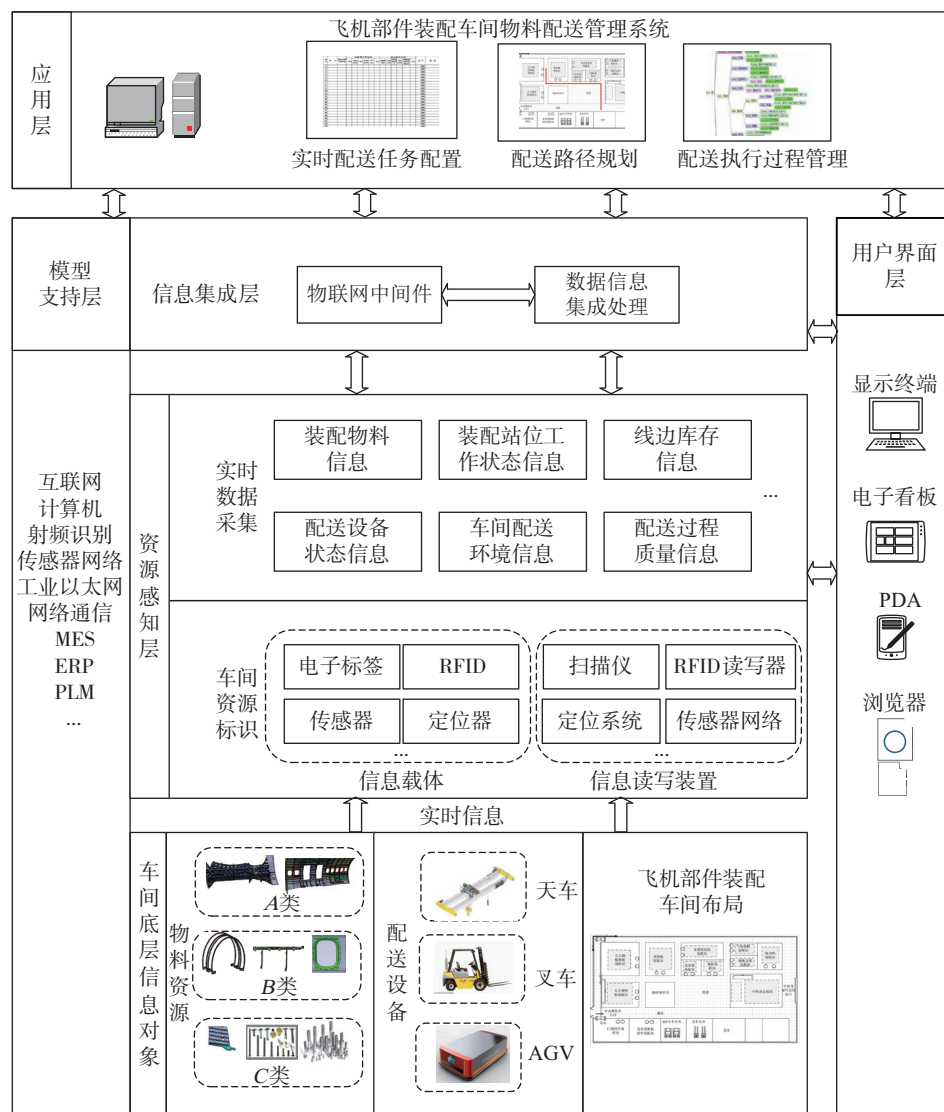 飞机部件装配车间物料配送管理系统
应用层
实时配送任务配置
配送路径规划
配送执行过程管理
模型
支持层
信息集成层
物联网中间件
数据信息
集成处理
用户界面
层
互联网
计算机
射频识别
传感器网络
工业以太网
网络通信
MES
ERP
PLM
...
资源感知层
实时
数据
采集
装配物料
信息
装配站位工
作状态信息
线边库存
信息
...
配送设备
状态信息
车间配送
环境信息
配送过程
质量信息
车间
资源
标识
电子标签
RFID
传感器
定位器
...
信息载体
扫描仪
RFID读写器
定位系统
传感器网络
...
信息读写装置
显示终端
电子看板
PDA
浏览器
实时信息
车间底层信息对象
物料资源
A类
B类
C类
配送设备
天车
叉车
AGV
飞机部件装配
车间布局